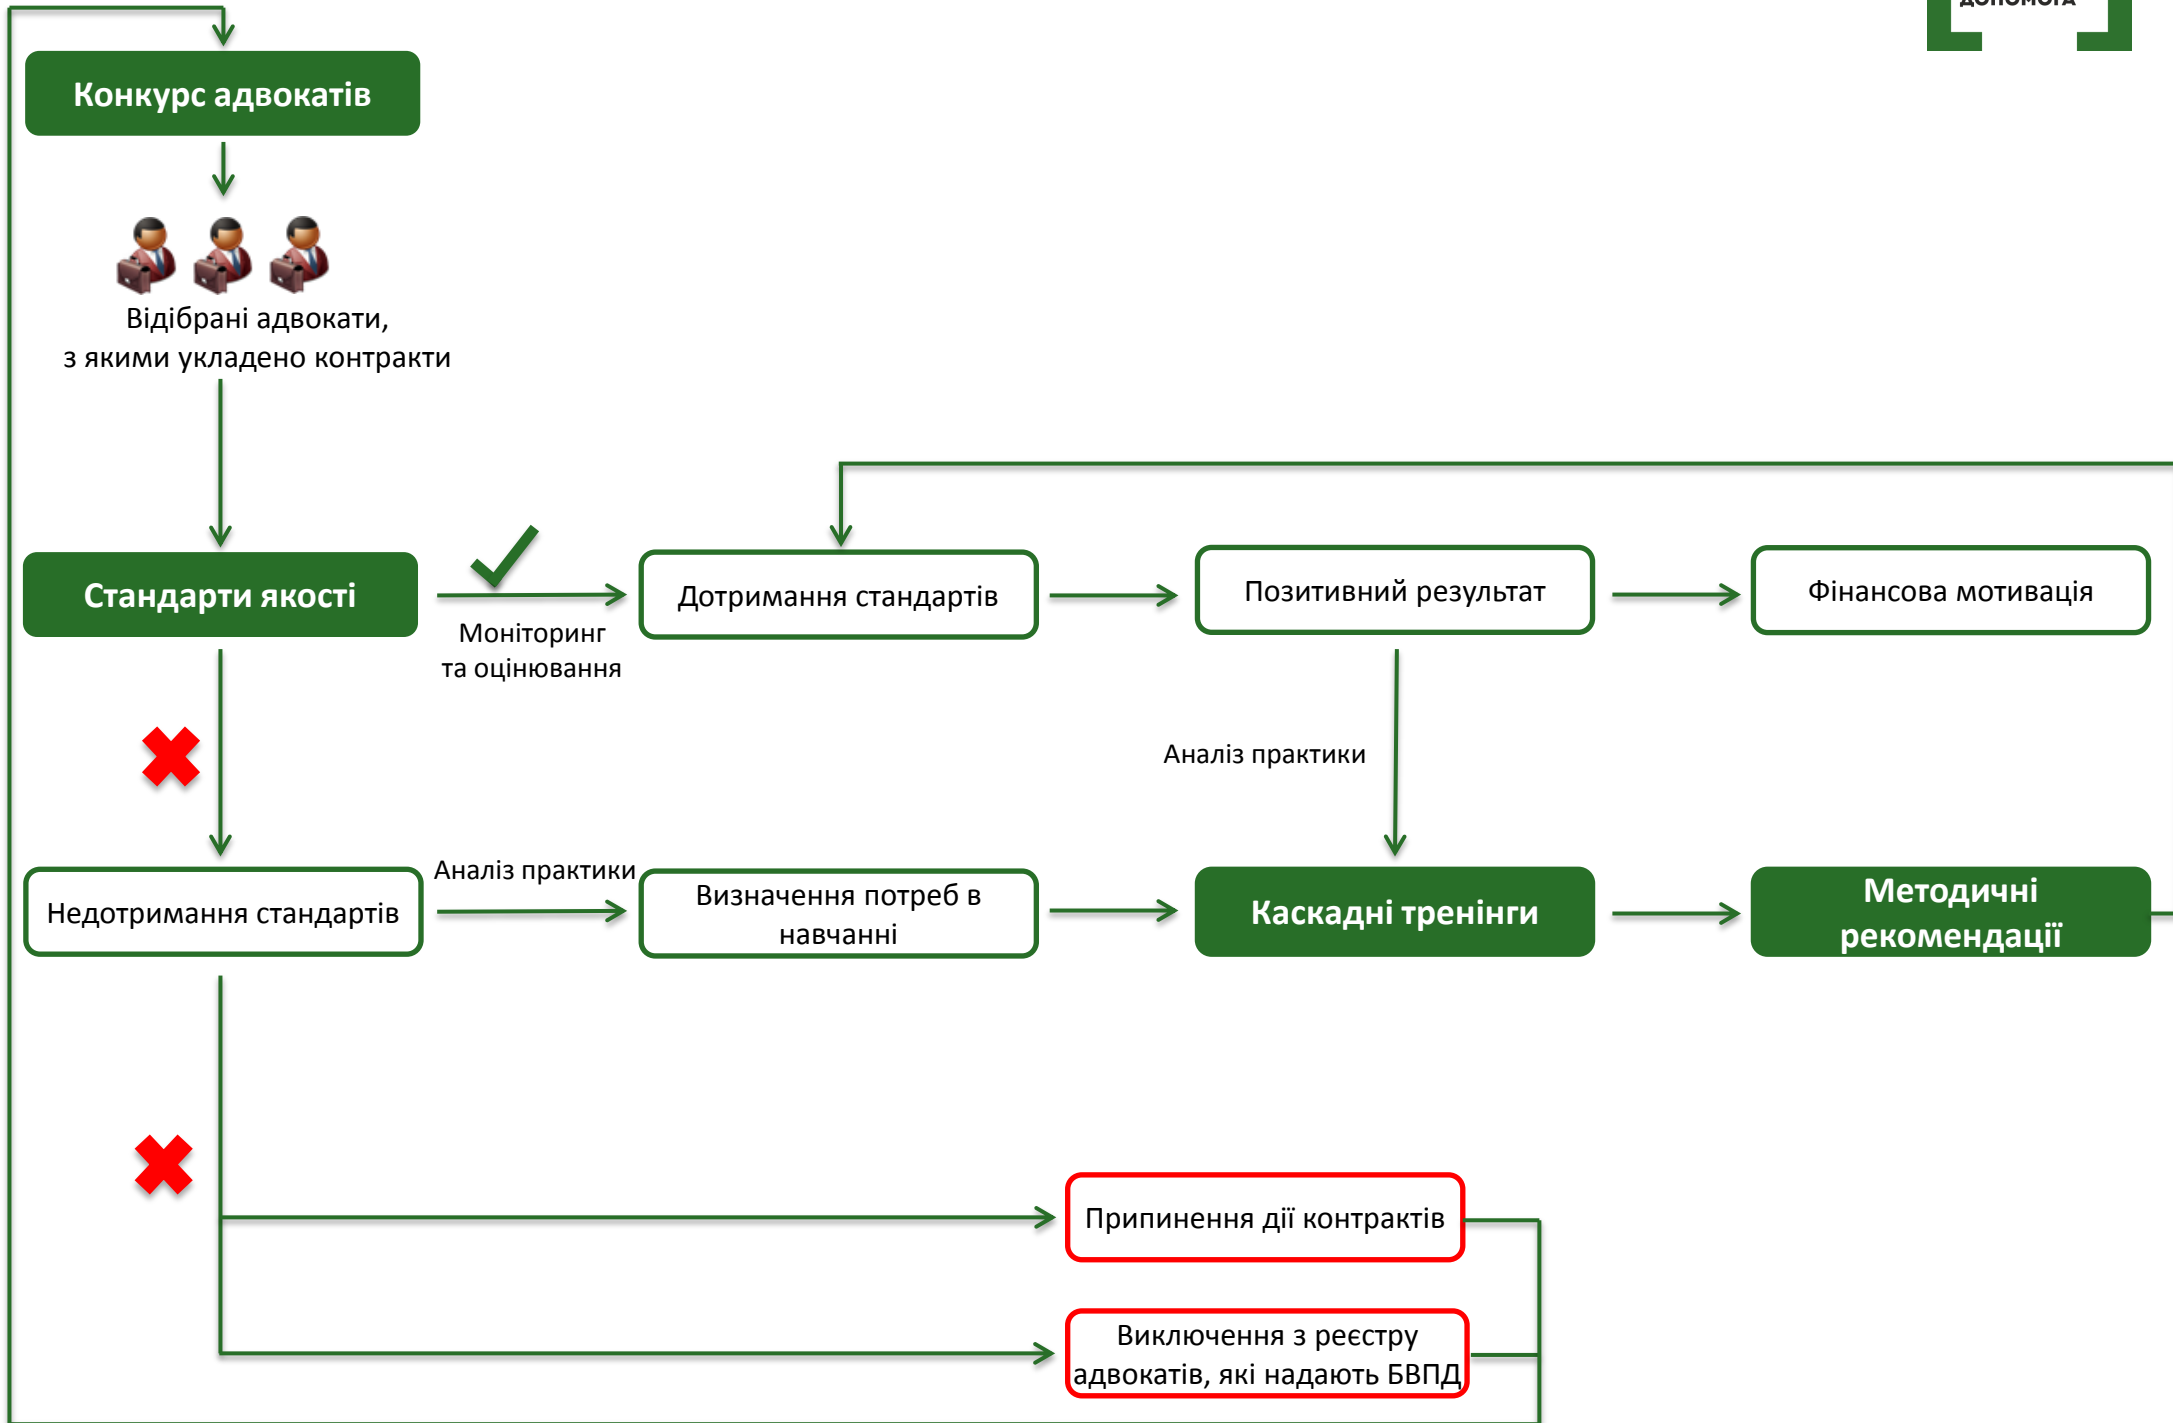 ДОПОМОГА
Конкурс адвокатів
Відібрані адвокати,
з якими укладено контракти
Стандарти якості
Моніторинг
та оцінювання
Дотримання стандартів
Позитивний результат
Фінансова мотивація
Аналіз практики
Недотримання стандартів
Аналіз практики
Визначення потреб в
навчанні
Каскадні тренінги
Методичні
рекомендації
Припинення дії контрактів
Виключення з реєстру
адвокатів, які надають БВПД